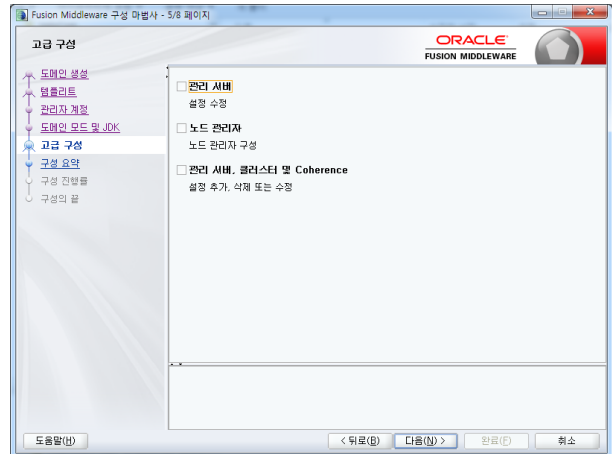 Fusion Middleware 구성 마법사 - 5/8 페이지
고급 구성
ORACLE
FUSION MIDDLEWARE
도메인 생성
템플리트
관리자 계정
도메인 모드 및 JDK
고급 구성
구성 요약
구성 진행률
구성의 끝
관리 서버
설정 수정
노드 관리자
노드 관리자 구성
관리 서버, 클러스터 및 Coherence
설정 추가, 삭제 또는 수정
도움말(H)
< 뒤로(B)
다음(N) >
완료(F)
취소